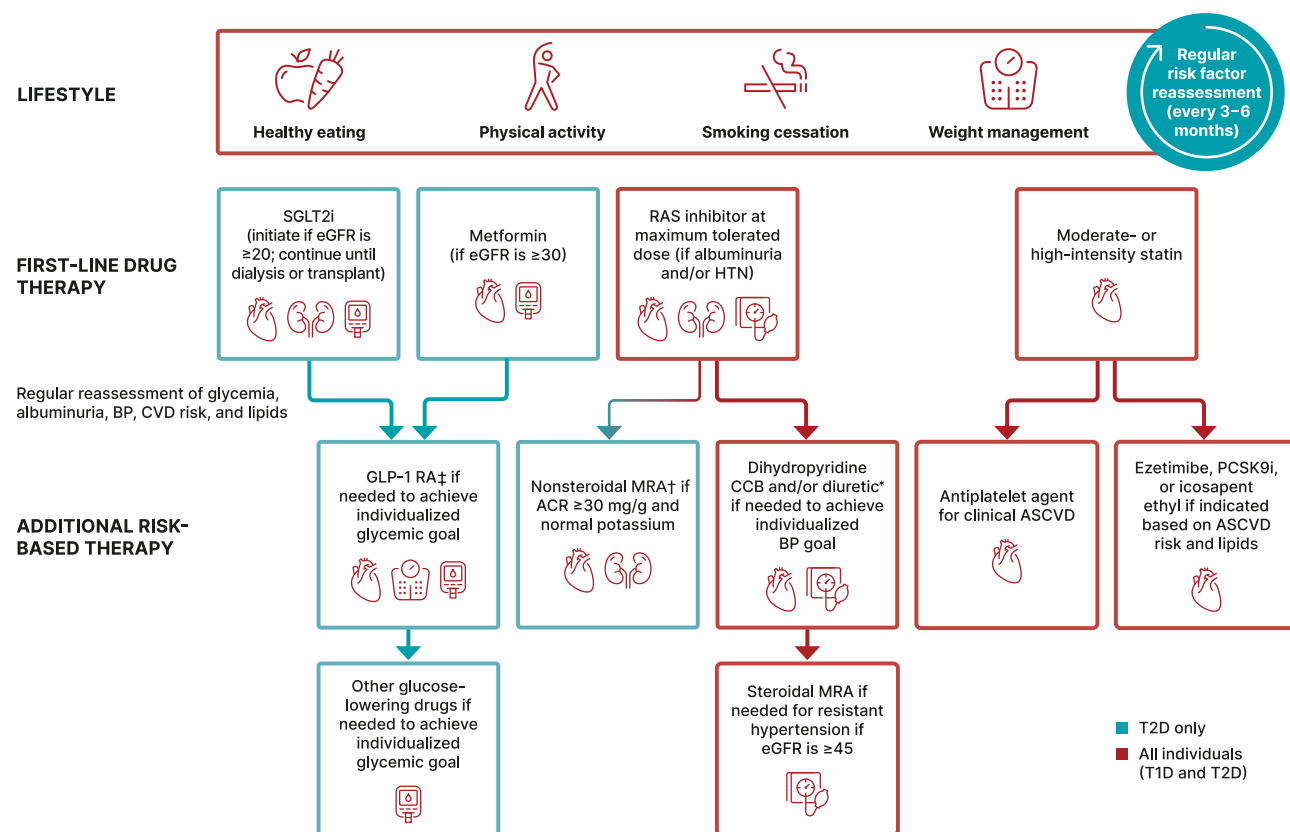 LIFESTYLE
Healthy eating
Physical activity
Smoking cessation
Weight management
Regular
risk factor
reassessment
(every 3–6
months)
FIRST-LINE DRUG
THERAPY
SGLT2i
(initiate if eGFR is
≥20; continue until
dialysis or transplant)
Metformin
(if eGFR is ≥30)
RAS inhibitor at
maximum tolerated
dose (if albuminuria
and/or HTN)
Moderate- or
high-intensity statin
Regular reassessment of glycemia,
albuminuria, BP, CVD risk, and lipids
ADDITIONAL RISK-
BASED THERAPY
GLP-1 RA‡ if
needed to achieve
individualized
glycemic goal
Nonsteroidal MRA† if
ACR ≥30 mg/g and
normal potassium
Dihydropyridine
CCB and/or diuretic*
if needed to achieve
individualized
BP goal
Antiplatelet agent
for clinical ASCVD
Ezetimibe, PCSK9i,
or icosapent
ethyl if indicated
based on ASCVD
risk and lipids
Other glucose-
lowering drugs if
needed to achieve
individualized
glycemic goal
Steroidal MRA if
needed for resistant
hypertension if
eGFR is ≥45
T2D only
All individuals
(T1D and T2D)